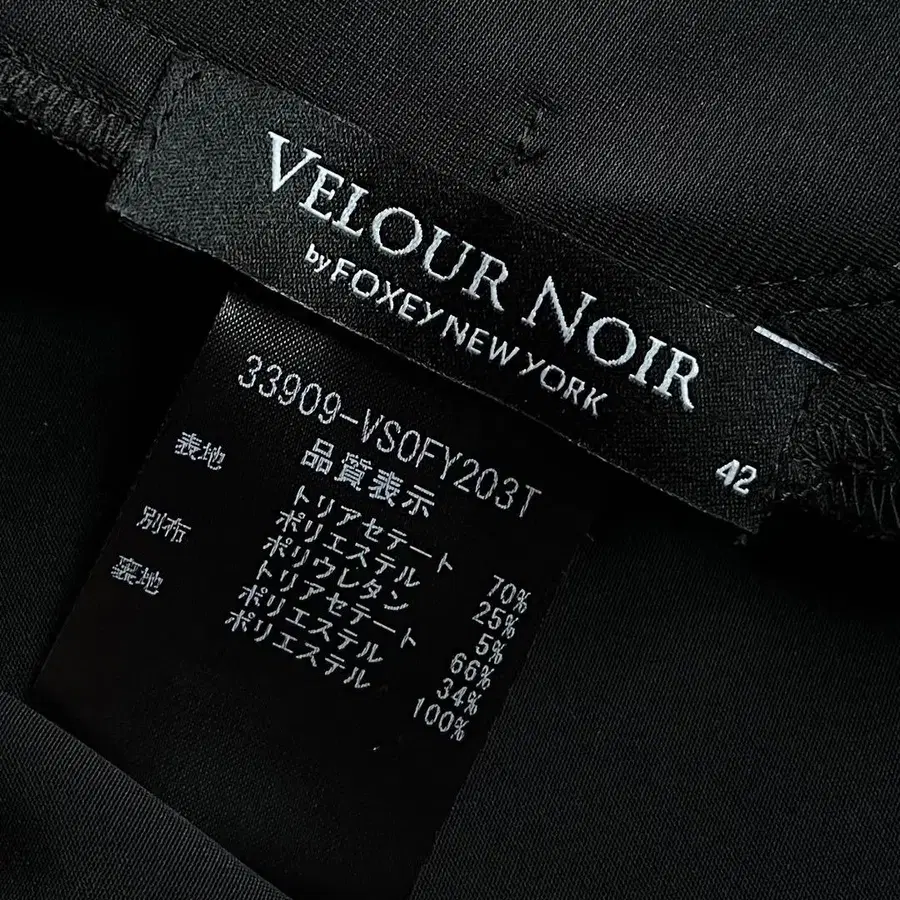 VELOUR NOIR
by FOXEY NEW YORK
42
33909-VSOFY203T
品質表示
表地 トリアセテート 70%
ポリエステル 25%
ポリウレタン 5%
別布 トリアセテート 66%
ポリエステル 34%
裏地 ポリエステル 100%